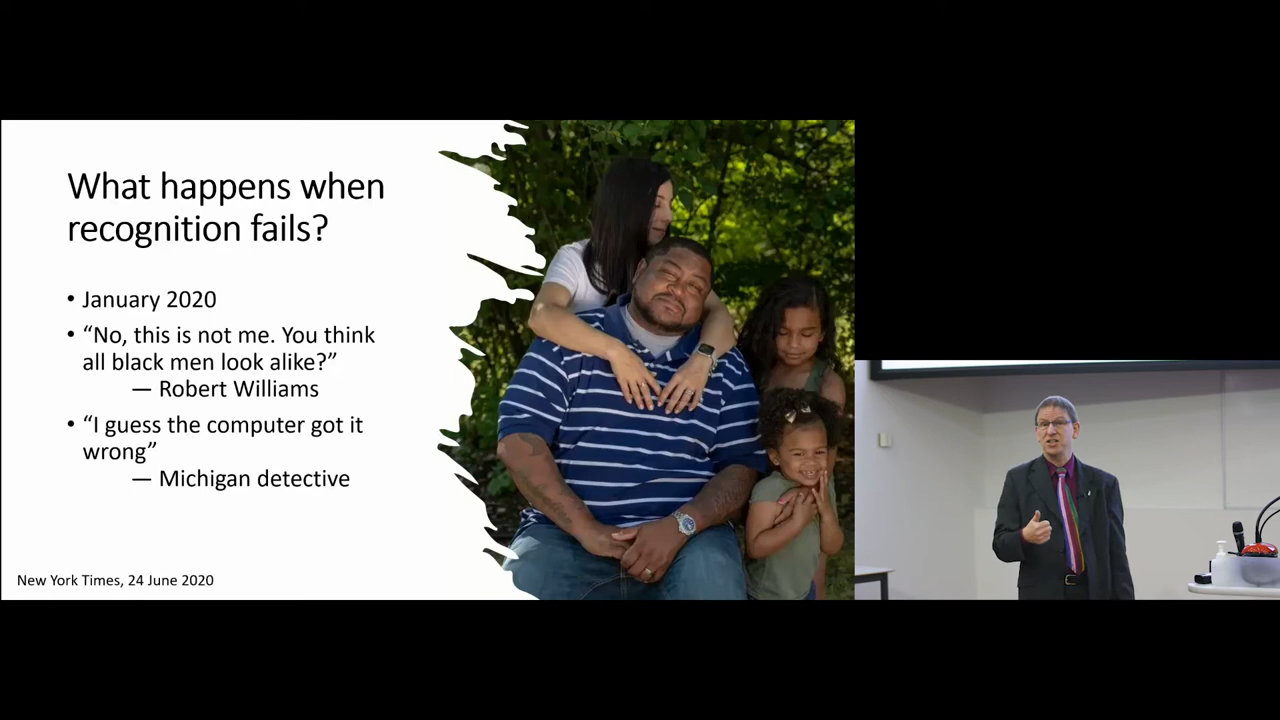 What happens when
recognition fails?
• January 2020
• “No, this is not me. You think
all black men look alike?”
— Robert Williams
• “I guess the computer got it
wrong”
— Michigan detective
New York Times, 24 June 2020